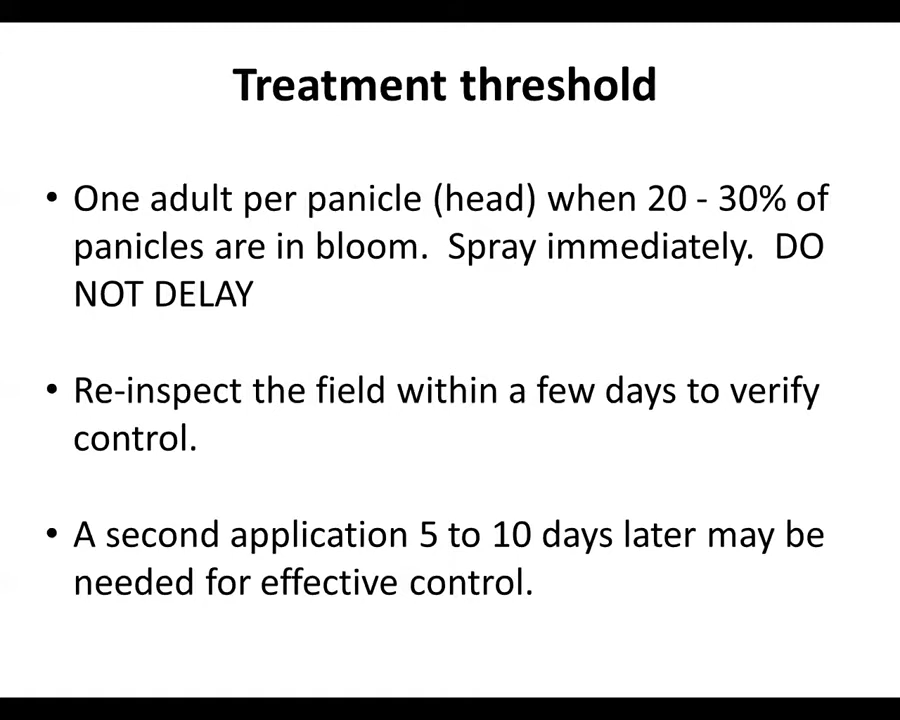 Treatment threshold
• One adult per panicle (head) when 20 - 30% of
panicles are in bloom.  Spray immediately.  DO
NOT DELAY
• Re-inspect the field within a few days to verify
control.
• A second application 5 to 10 days later may be
needed for effective control.